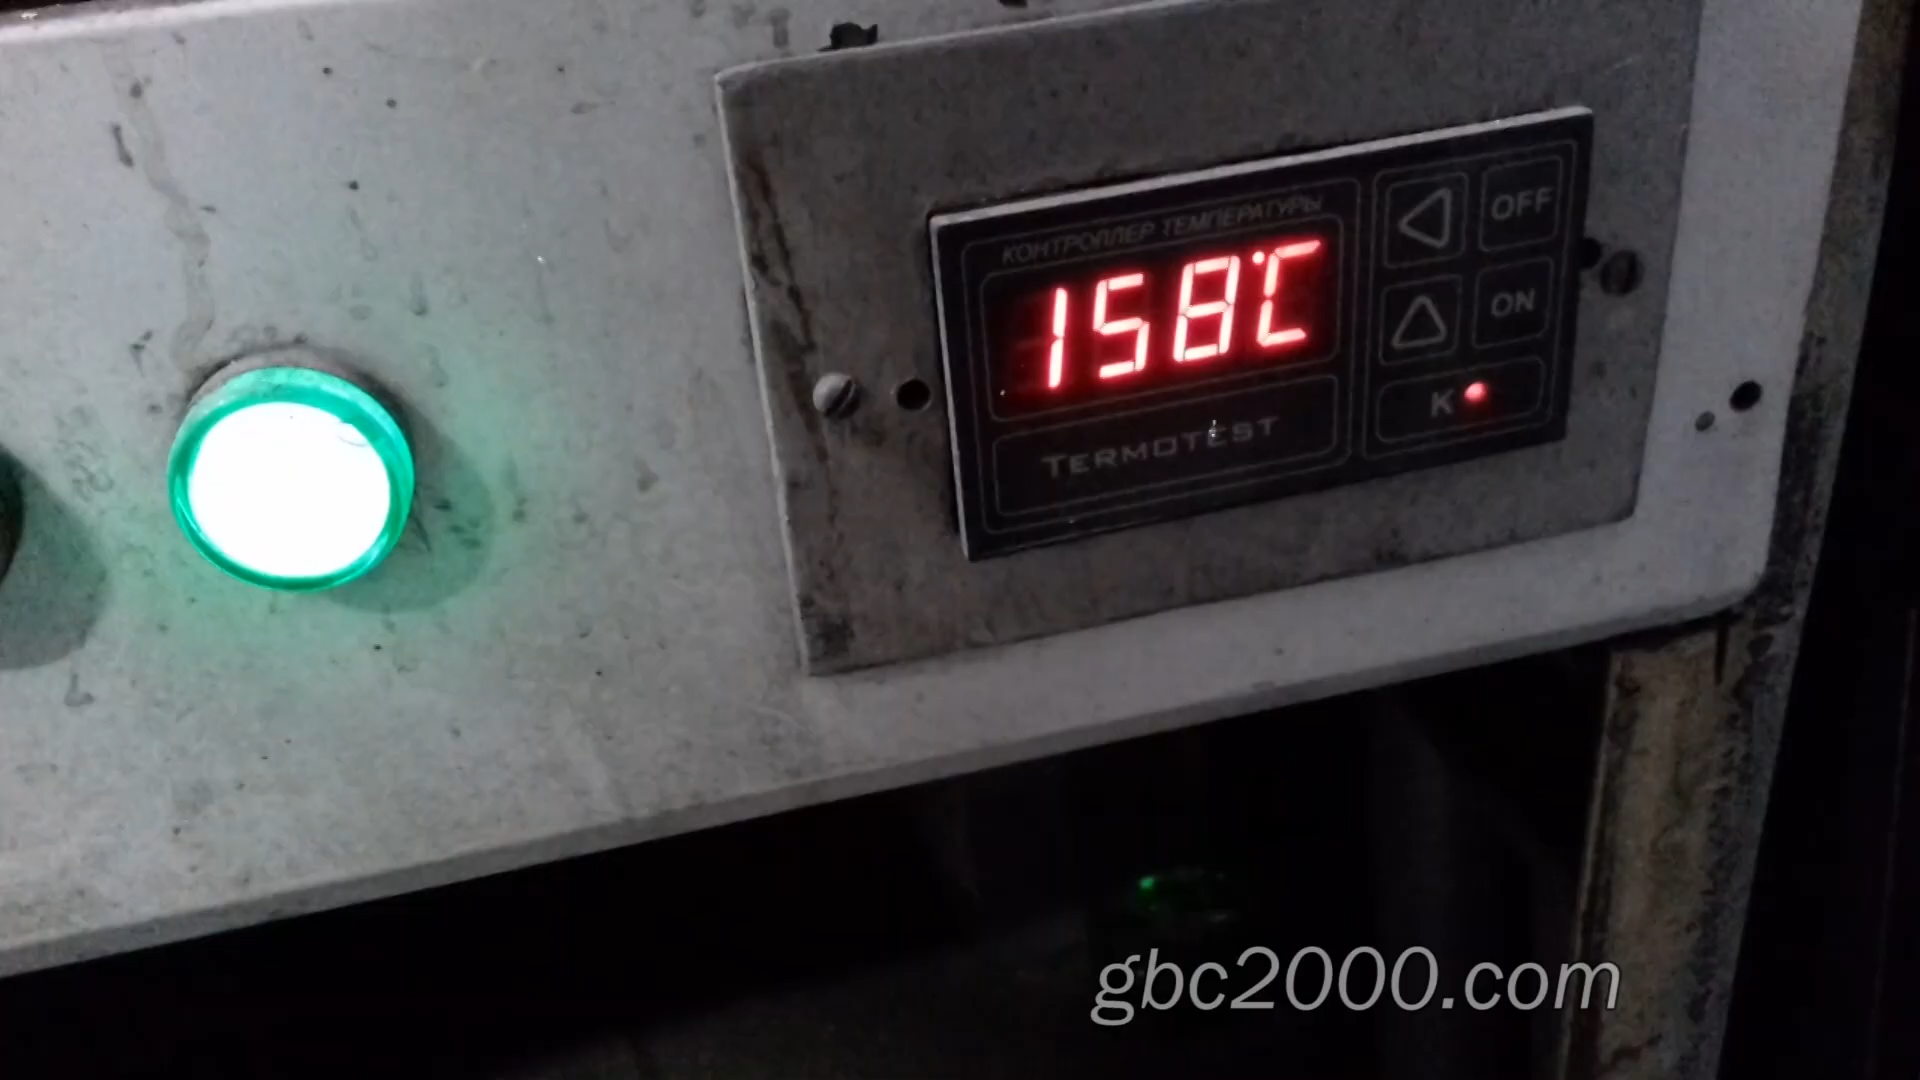 КОНТРОЛЛЕР ТЕМПЕРАТУРЫ
158°C
OFF
ON
K
TERMOTEST
gbc2000.com